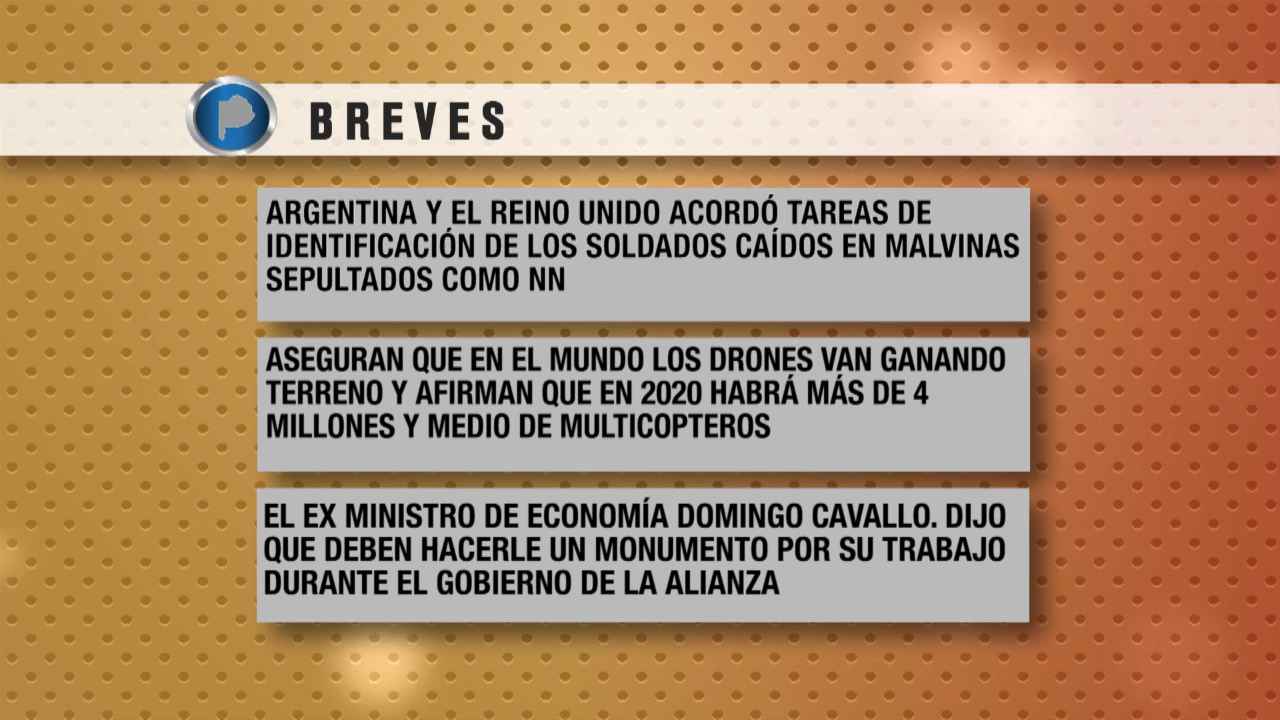 BREVES
ARGENTINA Y EL REINO UNIDO ACORDÓ TAREAS DE
IDENTIFICACIÓN DE LOS SOLDADOS CAÍDOS EN MALVINAS
SEPULTADOS COMO NN
ASEGURAN QUE EN EL MUNDO LOS DRONES VAN GANANDO
TERRENO Y AFIRMAN QUE EN 2020 HABRÁ MÁS DE 4
MILLONES Y MEDIO DE MULTICOPTEROS
EL EX MINISTRO DE ECONOMÍA DOMINGO CAVALLO. DIJO
QUE DEBEN HACERLE UN MONUMENTO POR SU TRABAJO
DURANTE EL GOBIERNO DE LA ALIANZA